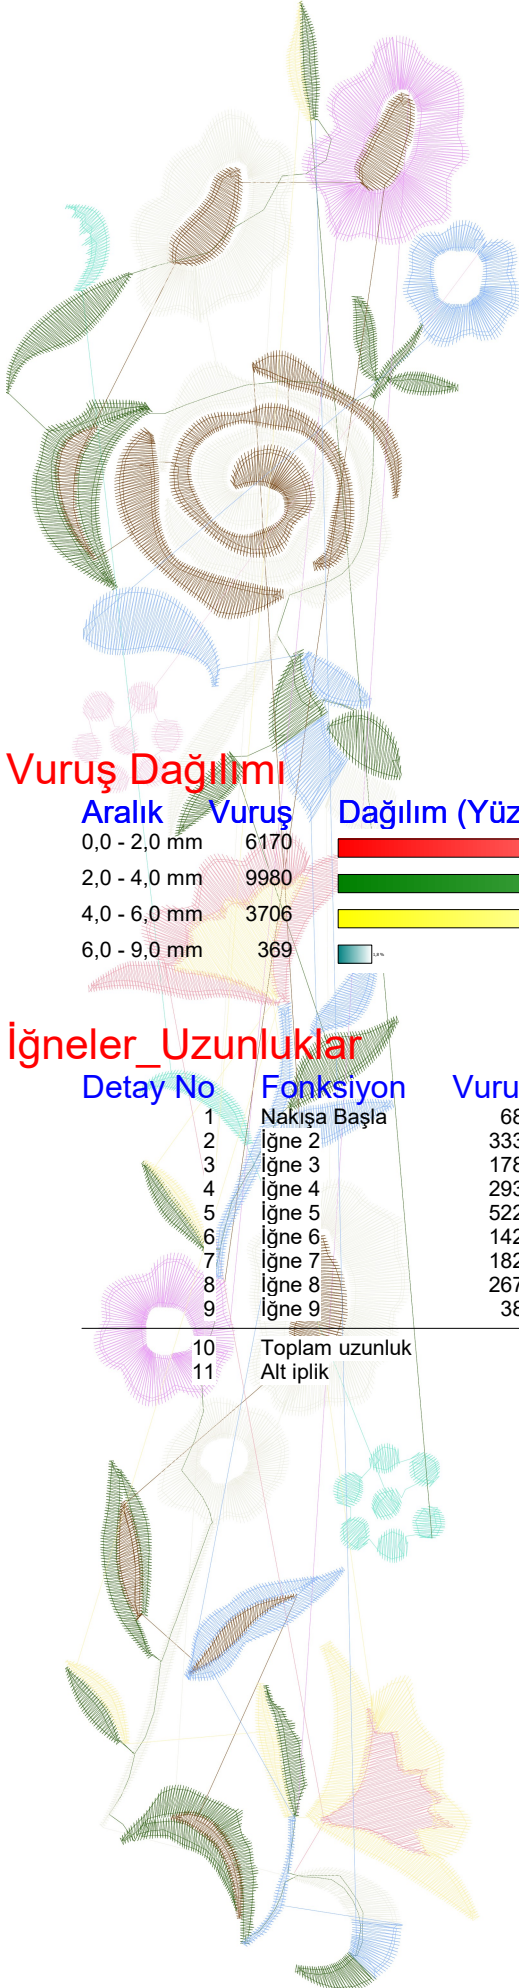 Vuruş Dağılımı
Aralık Vuruş Dağılım (Yüz
0,0 - 2,0 mm 6170
2,0 - 4,0 mm 9980
4,0 - 6,0 mm 3706
6,0 - 9,0 mm 369 1,8 %
İğneler_Uzunluklar
Detay No Fonksiyon Vuru
1 Nakışa Başla 68
2 İğne 2 333
3 İğne 3 178
4 İğne 4 293
5 İğne 5 522
6 İğne 6 142
7 İğne 7 182
8 İğne 8 267
9 İğne 9 38
10 Toplam uzunluk
11 Alt iplik